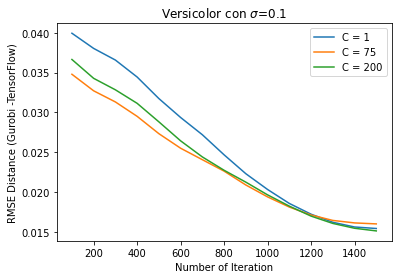 Versicolor con σ=0.1
C = 1
C = 75
C = 200
RMSE Distance (Gurobi -TensorFlow)
0.040
0.035
0.030
0.025
0.020
0.015
200 400 600 800 1000 1200 1400
Number of Iteration